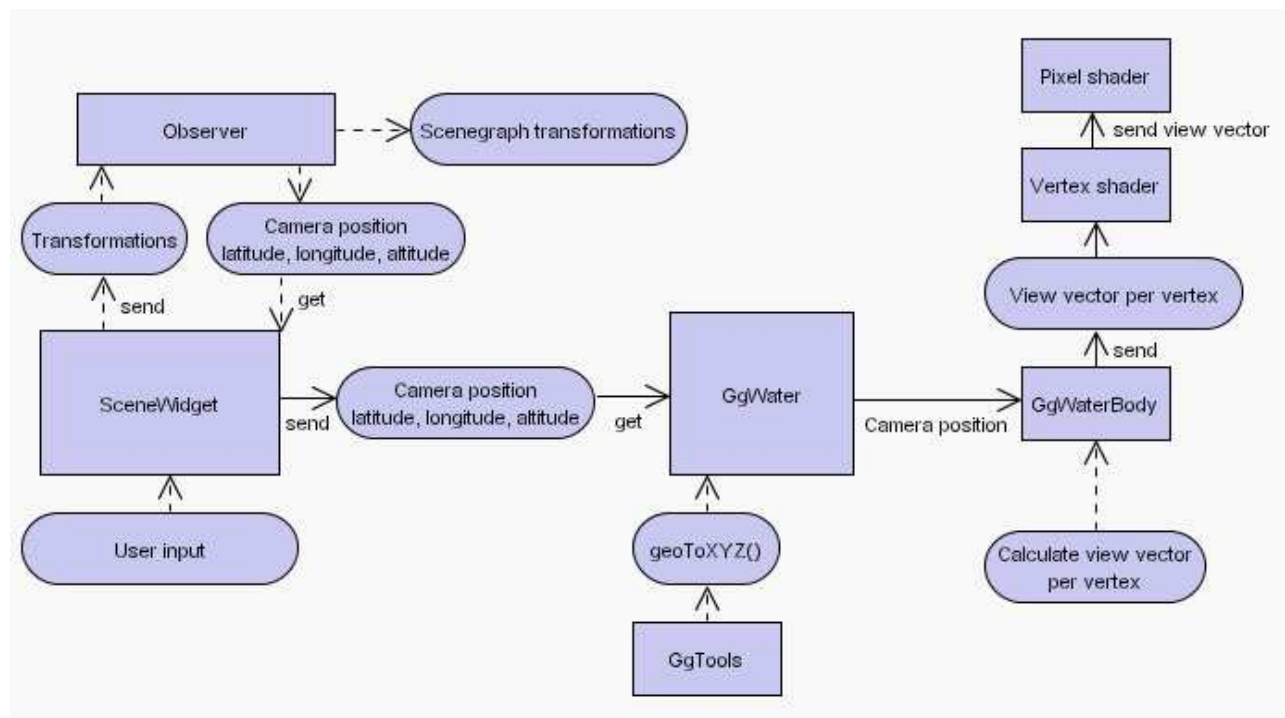 Pixel shader
send view vector
Observer
Scenegraph transformations
Vertex shader
Transformations
Camera position
latitude, longitude, altitude
send
get
View vector per vertex
send
SceneWidget
send
Camera position
latitude, longitude, altitude
get
GgWater
Camera position
GgWaterBody
User input
geoToXYZ()
Calculate view vector
per vertex
GgTools